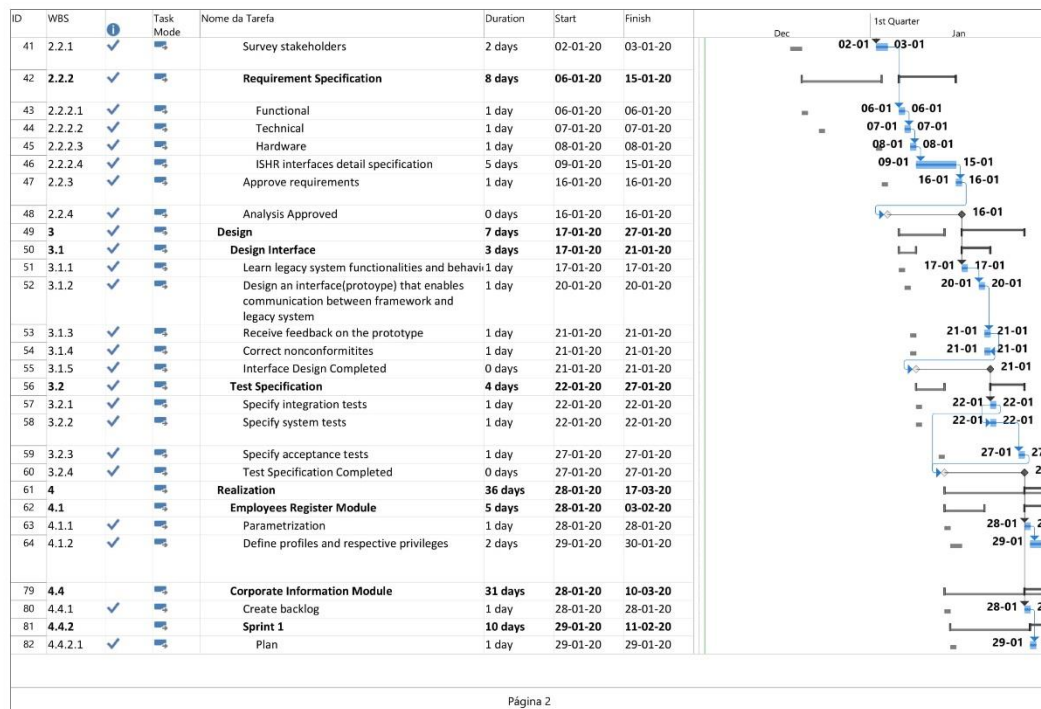 ID WBS Task Mode Nome da Tarefa Duration Start Finish
1st Quarter
Dec Jan
41 2.2.1 Survey stakeholders 2 days 02-01-20 03-01-20 02-01 03-01
42 2.2.2 Requirement Specification 8 days 06-01-20 15-01-20
43 2.2.2.1 Functional 1 day 06-01-20 06-01-20 06-01 06-01
44 2.2.2.2 Technical 1 day 07-01-20 07-01-20 07-01 07-01
45 2.2.2.3 Hardware 1 day 08-01-20 08-01-20 08-01 08-01
46 2.2.2.4 ISHR interfaces detail specification 5 days 09-01-20 15-01-20 09-01 15-01
47 2.2.3 Approve requirements 1 day 16-01-20 16-01-20 16-01 16-01
48 2.2.4 Analysis Approved 0 days 16-01-20 16-01-20 16-01
49 3 Design 7 days 17-01-20 27-01-20
50 3.1 Design Interface 3 days 17-01-20 21-01-20
51 3.1.1 Learn legacy system functionalities and behavi 1 day 17-01-20 17-01-20 17-01 17-01
52 3.1.2 Design an interface(protoype) that enables 1 day 20-01-20 20-01-20 20-01 20-01
communication between framework and
legacy system
53 3.1.3 Receive feedback on the prototype 1 day 21-01-20 21-01-20 21-01 21-01
54 3.1.4 Correct nonconformitites 1 day 21-01-20 21-01-20 21-01 21-01
55 3.1.5 Interface Design Completed 0 days 21-01-20 21-01-20 21-01
56 3.2 Test Specification 4 days 22-01-20 27-01-20
57 3.2.1 Specify integration tests 1 day 22-01-20 22-01-20 22-01 22-01
58 3.2.2 Specify system tests 1 day 22-01-20 22-01-20 22-01 22-01
59 3.2.3 Specify acceptance tests 1 day 27-01-20 27-01-20 27-01 27
60 3.2.4 Test Specification Completed 0 days 27-01-20 27-01-20 2
61 4 Realization 36 days 28-01-20 17-03-20
62 4.1 Employees Register Module 5 days 28-01-20 03-02-20
63 4.1.1 Parametrization 1 day 28-01-20 28-01-20 28-01 2
64 4.1.2 Define profiles and respective privileges 2 days 29-01-20 30-01-20 29-01
79 4.4 Corporate Information Module 31 days 28-01-20 10-03-20
80 4.4.1 Create backlog 1 day 28-01-20 28-01-20 28-01 2
81 4.4.2 Sprint 1 10 days 29-01-20 11-02-20
82 4.4.2.1 Plan 1 day 29-01-20 29-01-20 29-01
Página 2